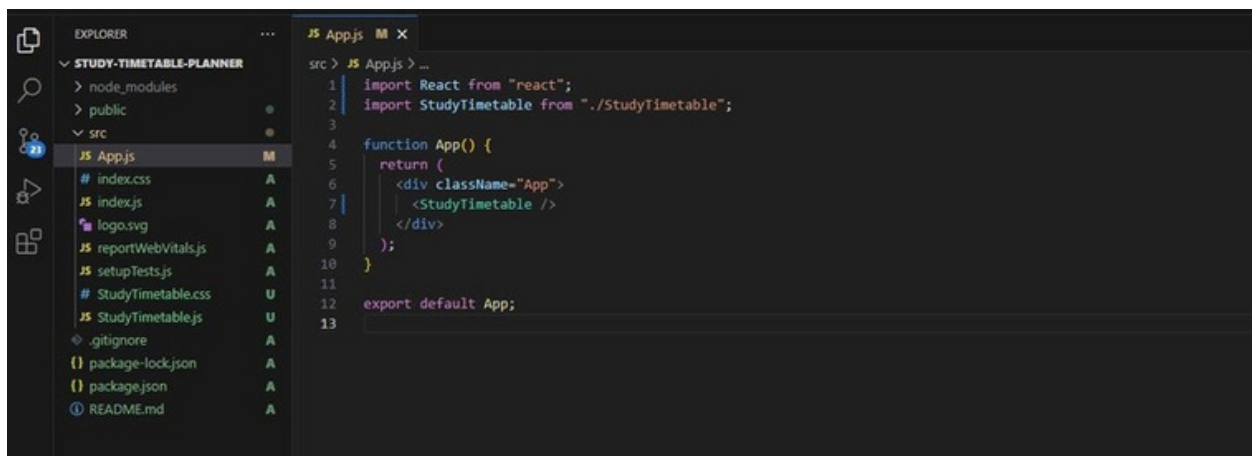 EXPLORER
STUDY-TIMETABLE-PLANNER
node_modules
public
src
JS App.js M
# index.css A
JS index.js A
logo.svg A
JS reportWebVitals.js A
JS setupTests.js A
# StudyTimetable.css U
JS StudyTimetable.js U
.gitignore A
{} package-lock.json A
{} package.json A
README.md A
23
JS App.js M
src > JS App.js > ...
1 import React from "react";
2 import StudyTimetable from "./StudyTimetable";
3
4 function App() {
5 return (
6 <div className="App">
7 <StudyTimetable />
8 </div>
9 );
10 }
11
12 export default App;
13